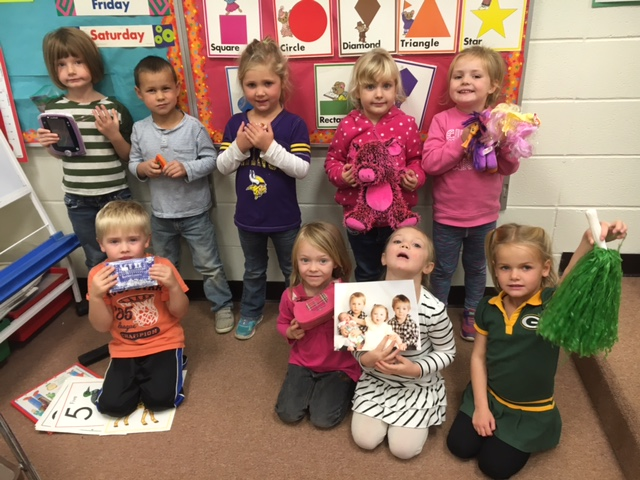 Friday
Saturday
Square
Circle
Diamond
Triangle
Star
Rectan
G
5
CHAMPION